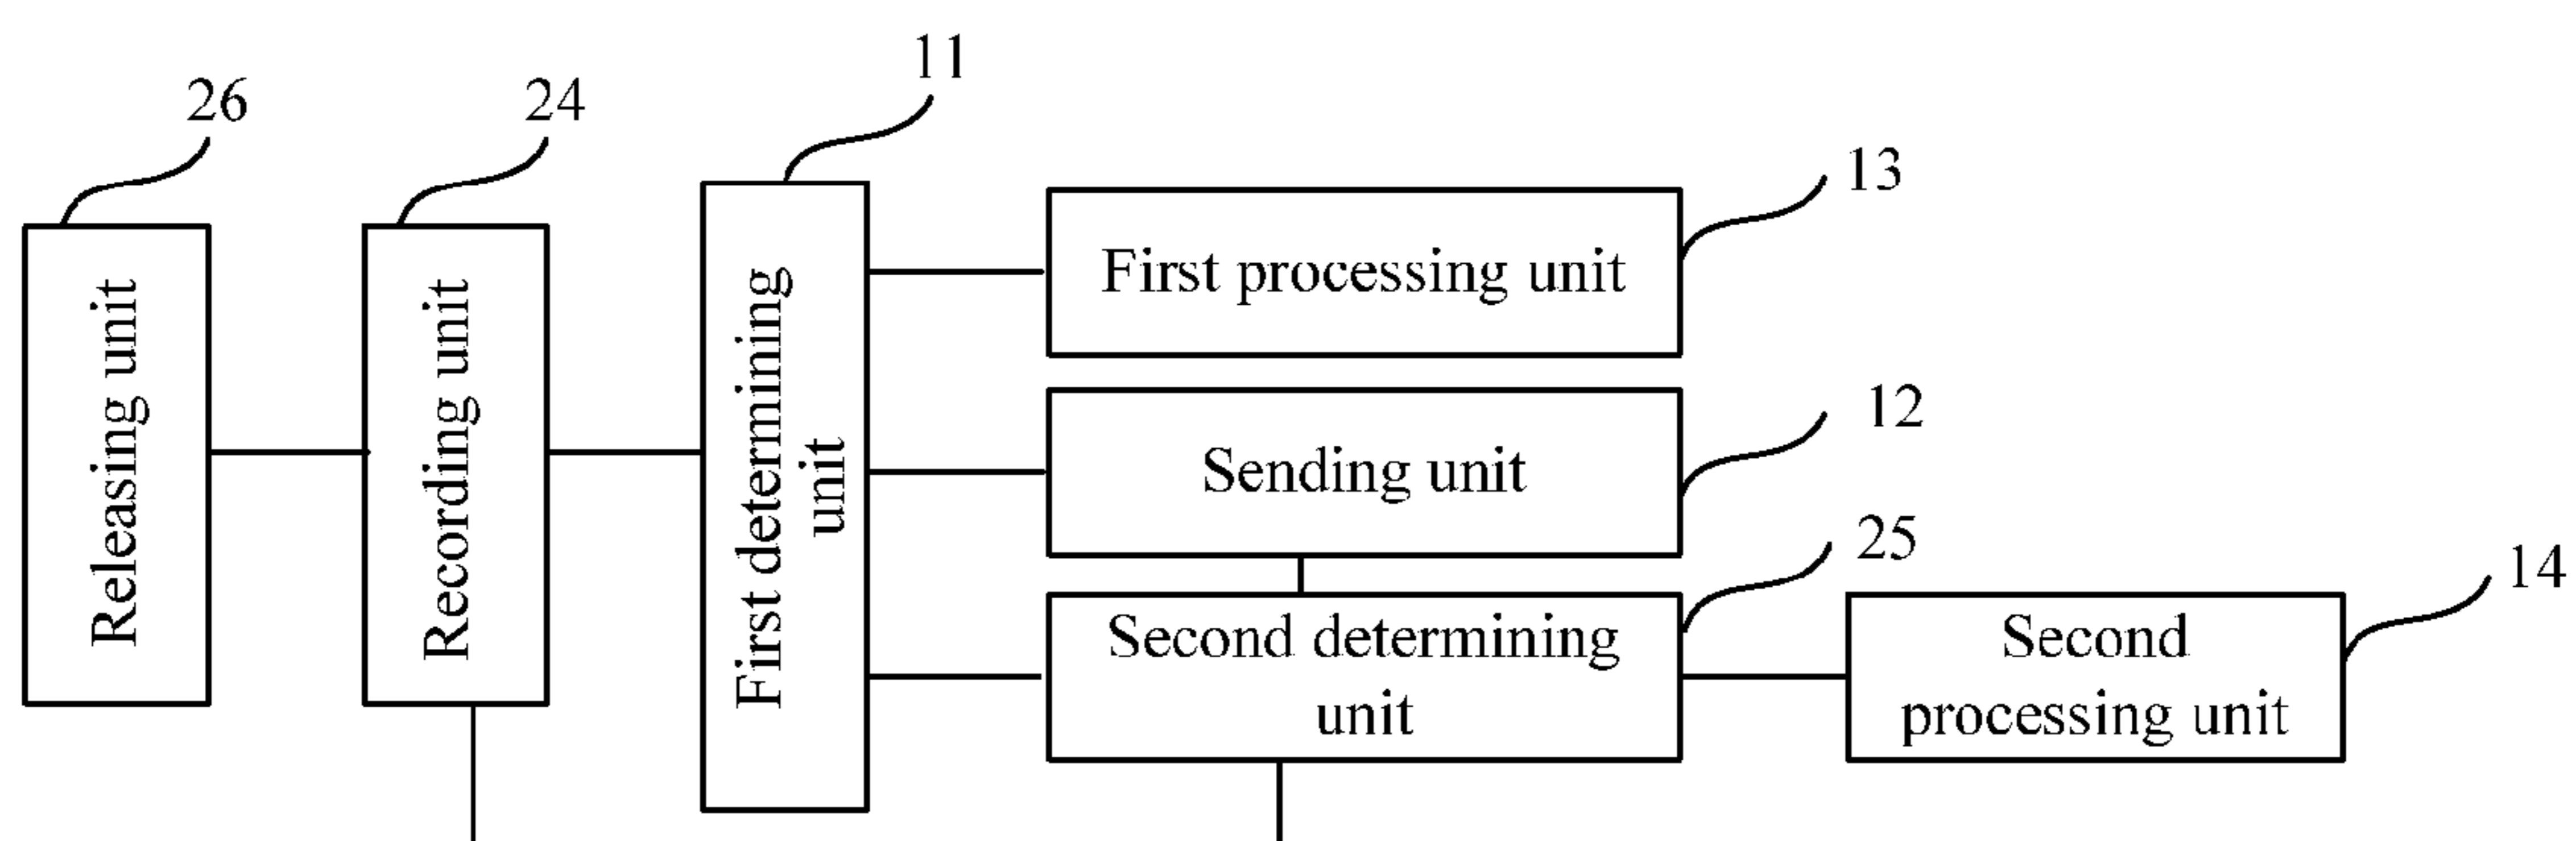 11
26
24
13
First processing unit
12
Sending unit
25
14
Second determining
unit
Second
processing unit
Releasing unit
Recording unit
First determining
unit